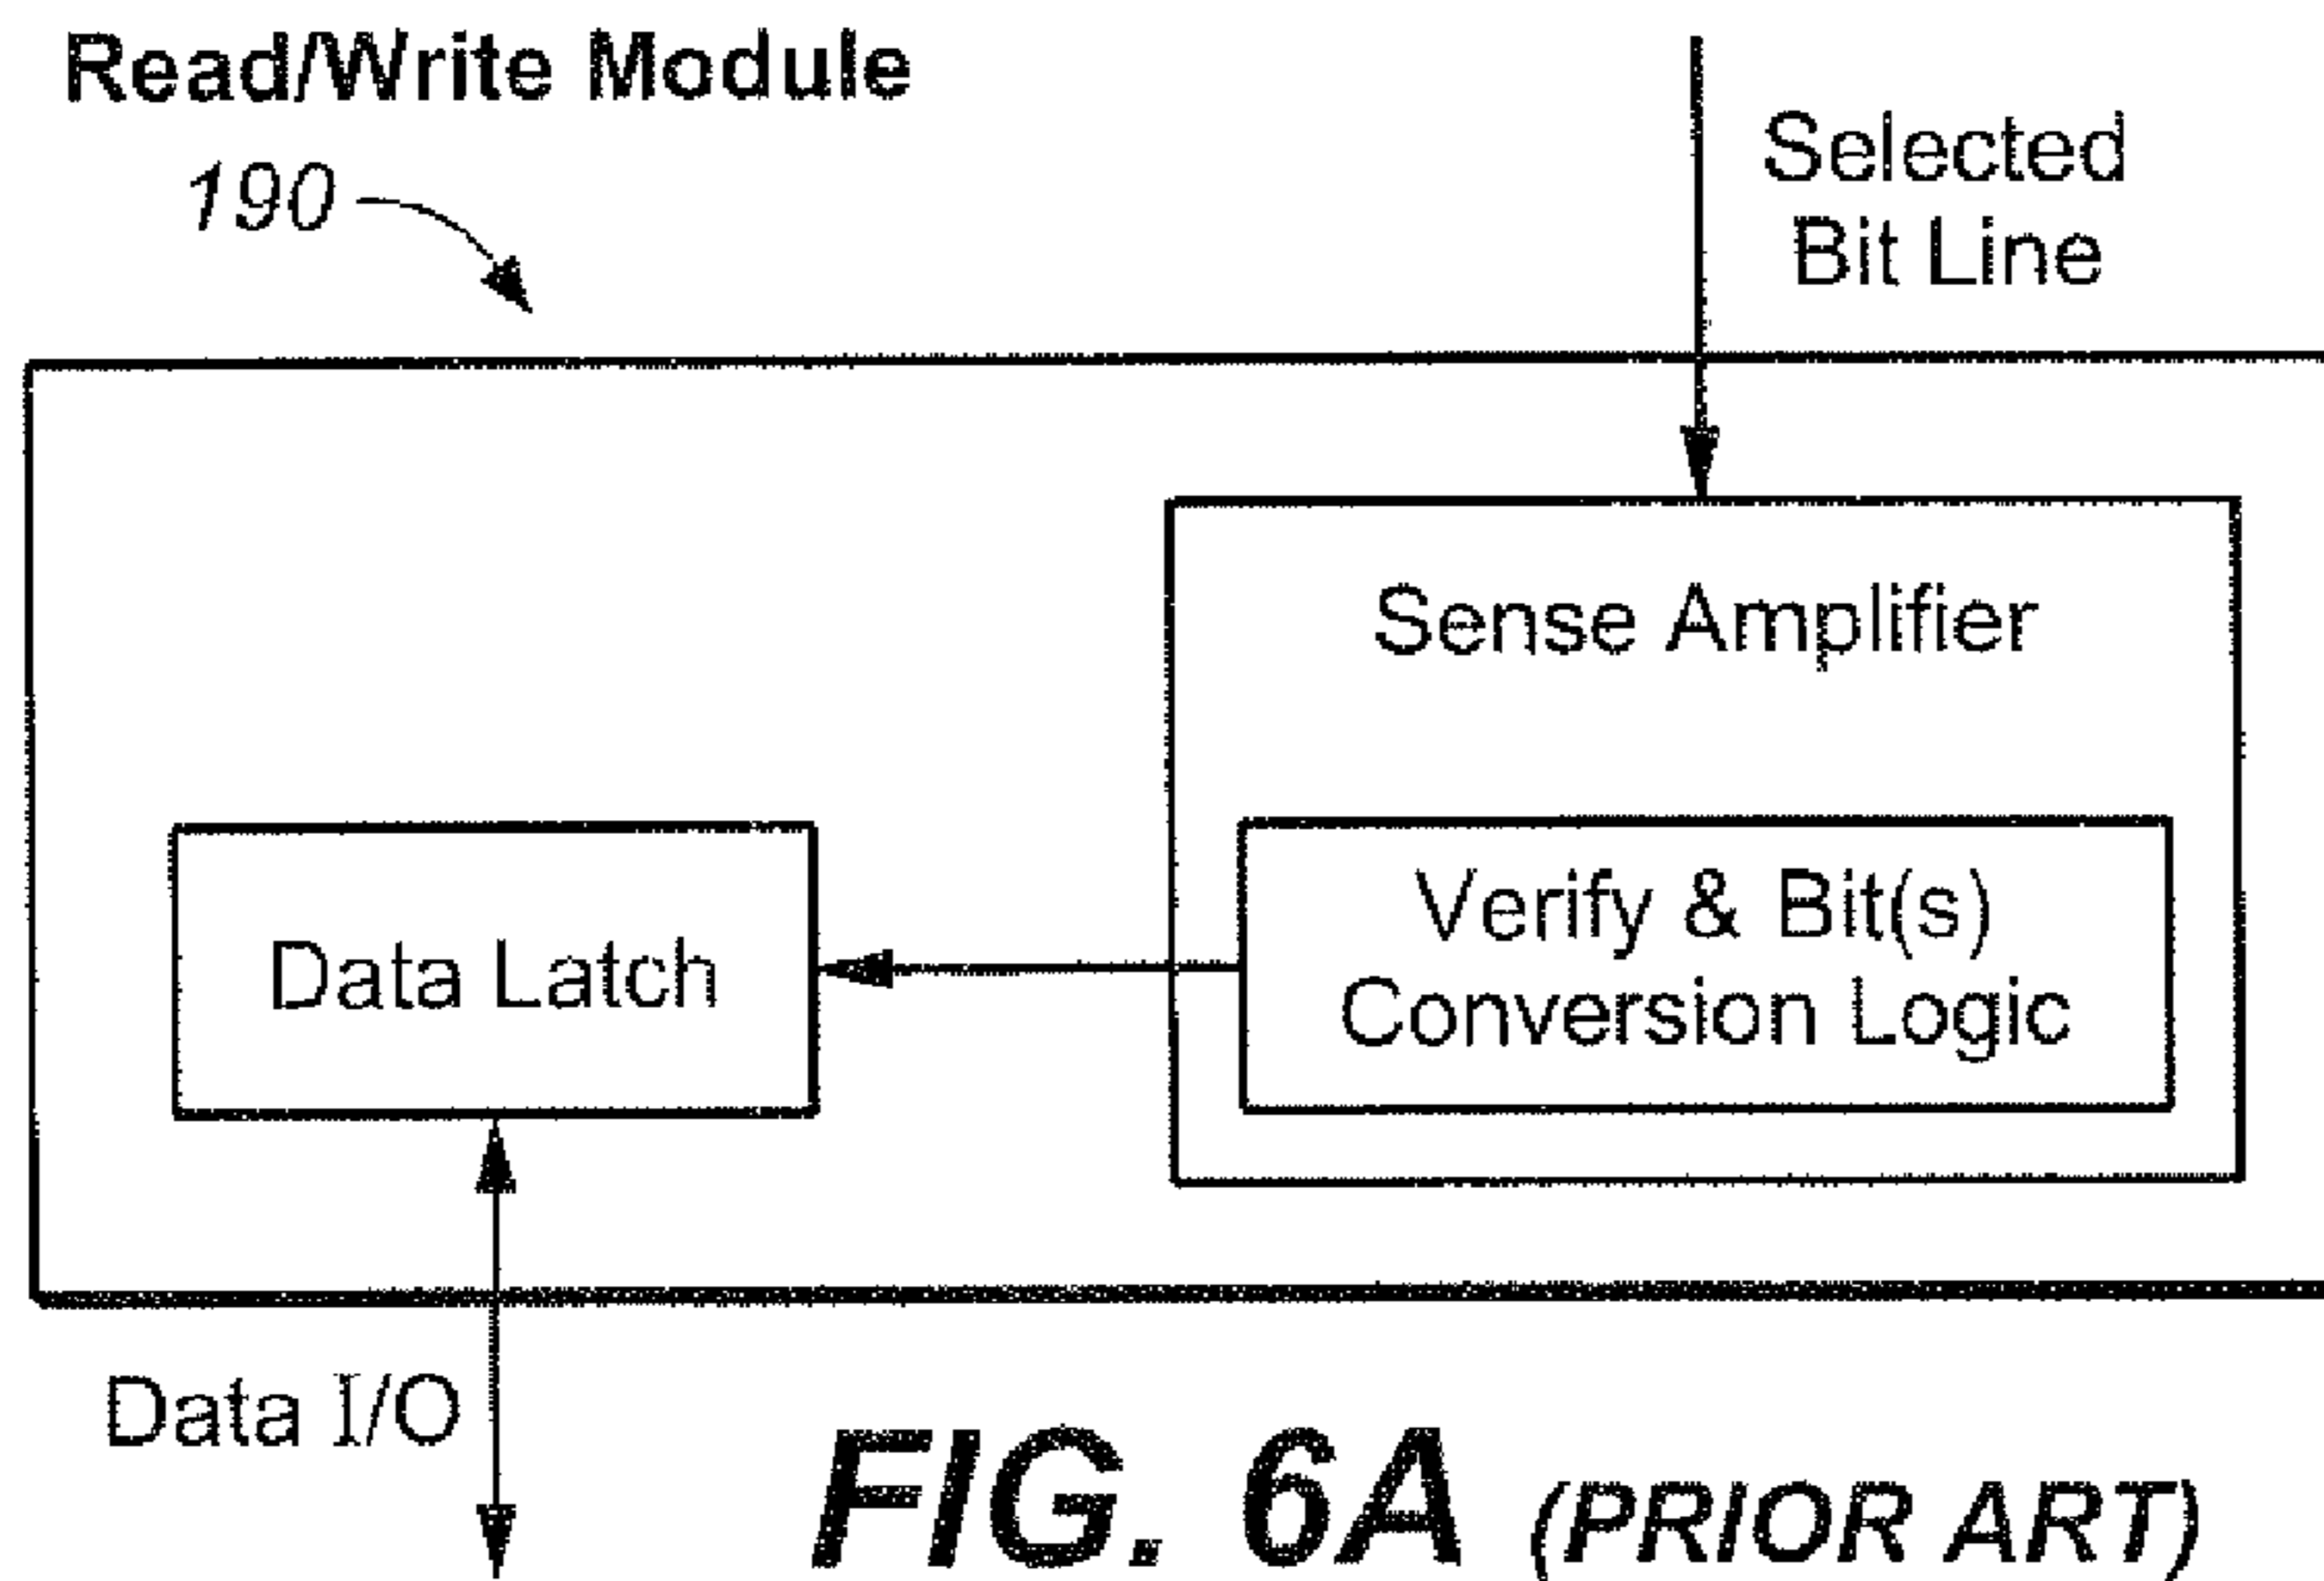 Read/Write Module
190
Selected
Bit Line
Sense Amplifier
Verify & Bit(s)
Conversion Logic
Data Latch
Data I/O
FIG. 6A (PRIOR ART)